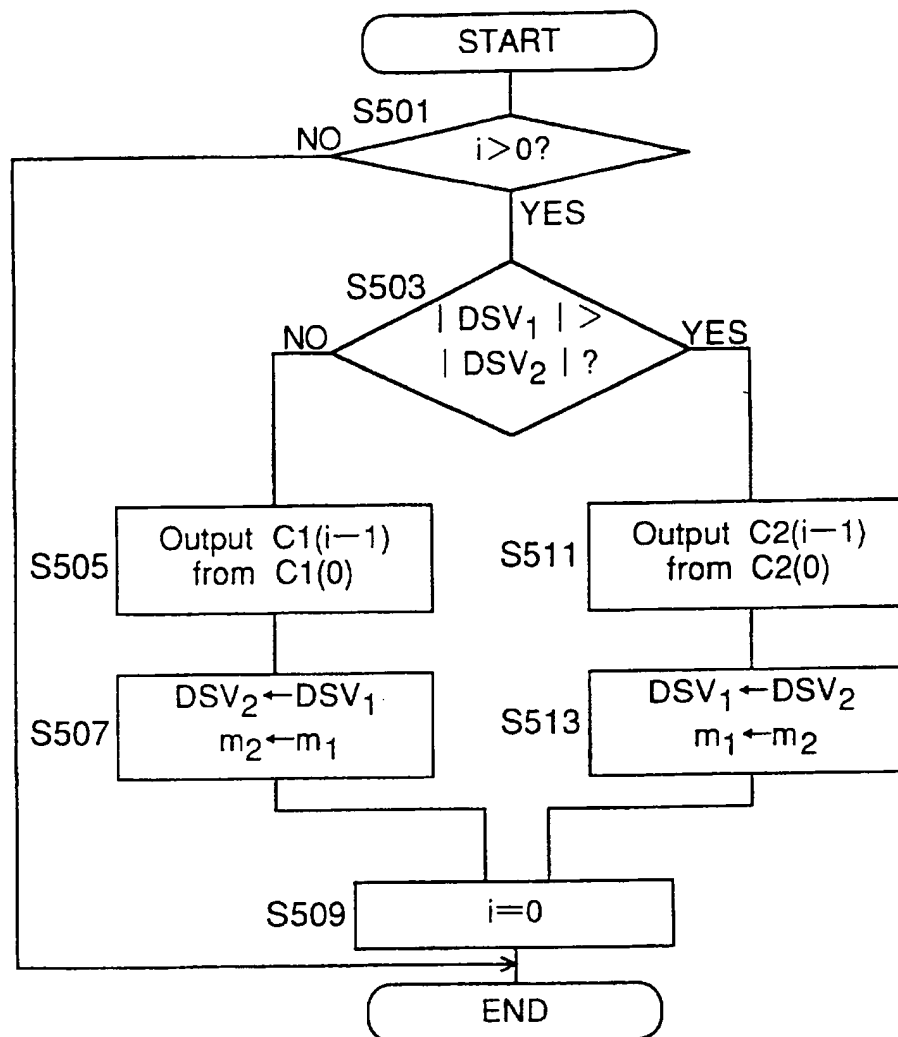 START
S501
NO
i>0?
YES
S503
NO
| DSV₁ | >
| DSV₂ | ?
YES
S505
Output C1(i−1)
from C1(0)
S511
Output C2(i−1)
from C2(0)
S507
DSV₂←DSV₁
m₂←m₁
S513
DSV₁←DSV₂
m₁←m₂
S509
i=0
END